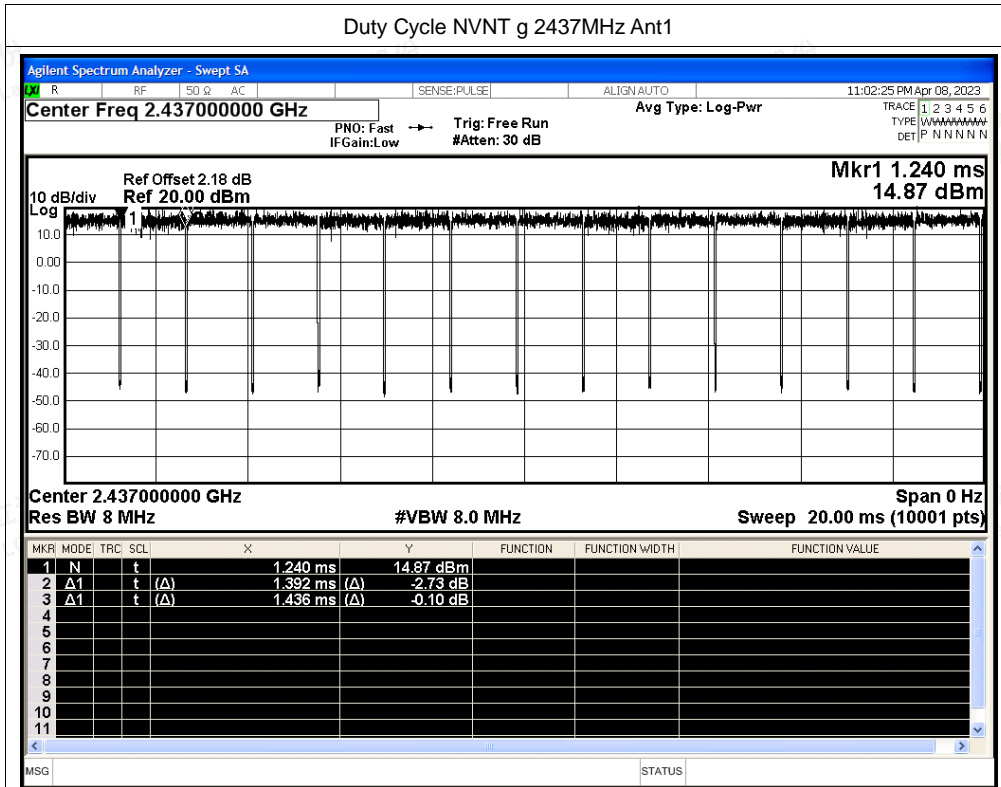 Duty Cycle NVNT g 2437MHz Ant1
Agilent Spectrum Analyzer - Swept SA
LXI R RF 50 Ω AC SENSE:PULSE ALIGN AUTO 11:02:25 PM Apr 08, 2023
Center Freq 2.437000000 GHz Avg Type: Log-Pwr TRACE 1 2 3 4 5 6
PNO: Fast Trig: Free Run TYPE WWWWWW
IFGain:Low #Atten: 30 dB DET P N N N N N
Mkr1 1.240 ms
Ref Offset 2.18 dB
10 dB/div Ref 20.00 dBm 14.87 dBm
Log
1
10.0
0.00
-10.0
-20.0
-30.0
-40.0
-50.0
-60.0
-70.0
Center 2.437000000 GHz Span 0 Hz
Res BW 8 MHz #VBW 8.0 MHz Sweep 20.00 ms (10001 pts)
MKR MODE TRC SCL X Y FUNCTION FUNCTION WIDTH FUNCTION VALUE
1 N t 1.240 ms 14.87 dBm
2 Δ1 t (Δ) 1.392 ms (Δ) -2.73 dB
3 Δ1 t (Δ) 1.436 ms (Δ) -0.10 dB
4
5
6
7
8
9
10
11
MSG STATUS